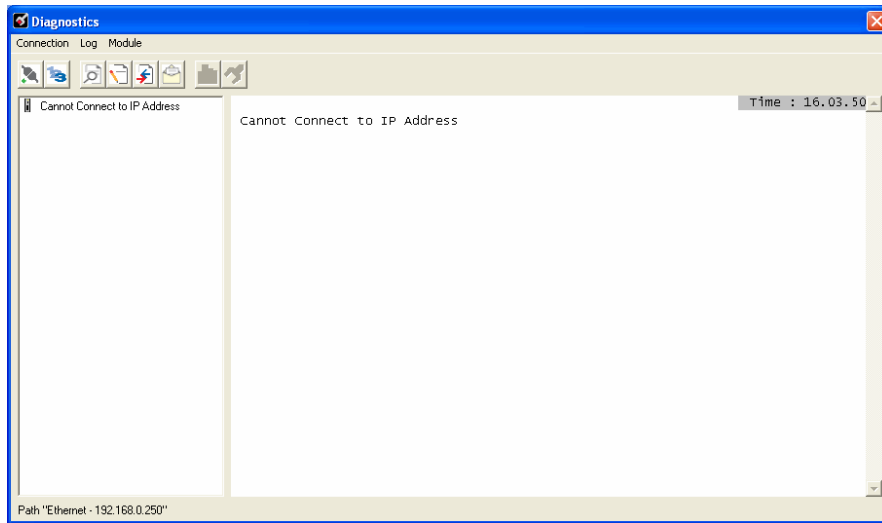 Diagnostics
Connection Log Module
Cannot Connect to IP Address
Time : 16.03.50
Cannot Connect to IP Address
Path "Ethernet - 192.168.0.250"